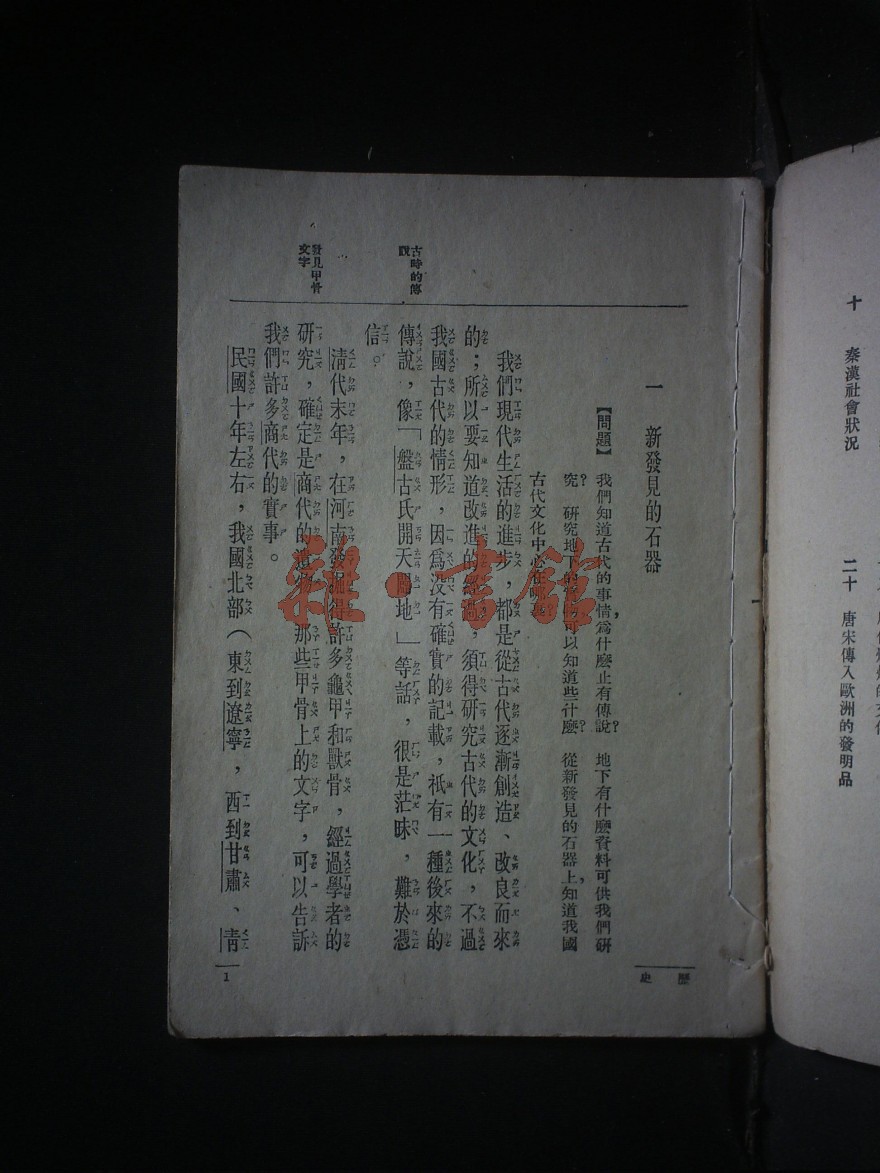 十　秦漢社會狀況
二十　唐宋傳入歐洲的發明品
歷史
一　新發見的石器
【問題】我們知道古代的事情,爲什麼止有傳說?　地下有什麼資料可供我們研
究?　研究地下的　　可以知道些什麼?　從新發見的石器上,知道我國
古代文化中心在
我們現代生活的進步，都是從古代逐漸創造、改良而來
的；所以要知道改進的經過，須得研究古代的文化，不過
我國古代的情形，因爲沒有確實的記載，祇有一種後來的
傳說，像「盤古氏開天闢地」等話，很是茫昧，難於憑
信。
清代末年，在河南發掘得許多龜甲和獸骨，經過學者的
研究，確定是商代的遺物，那些甲骨上的文字，可以告訴
我們許多商代的實事。
民國十年左右，我國北部（東到遼寧，西到甘肅、青
古時的傳
說
發見甲骨
文字
1
雜·書館